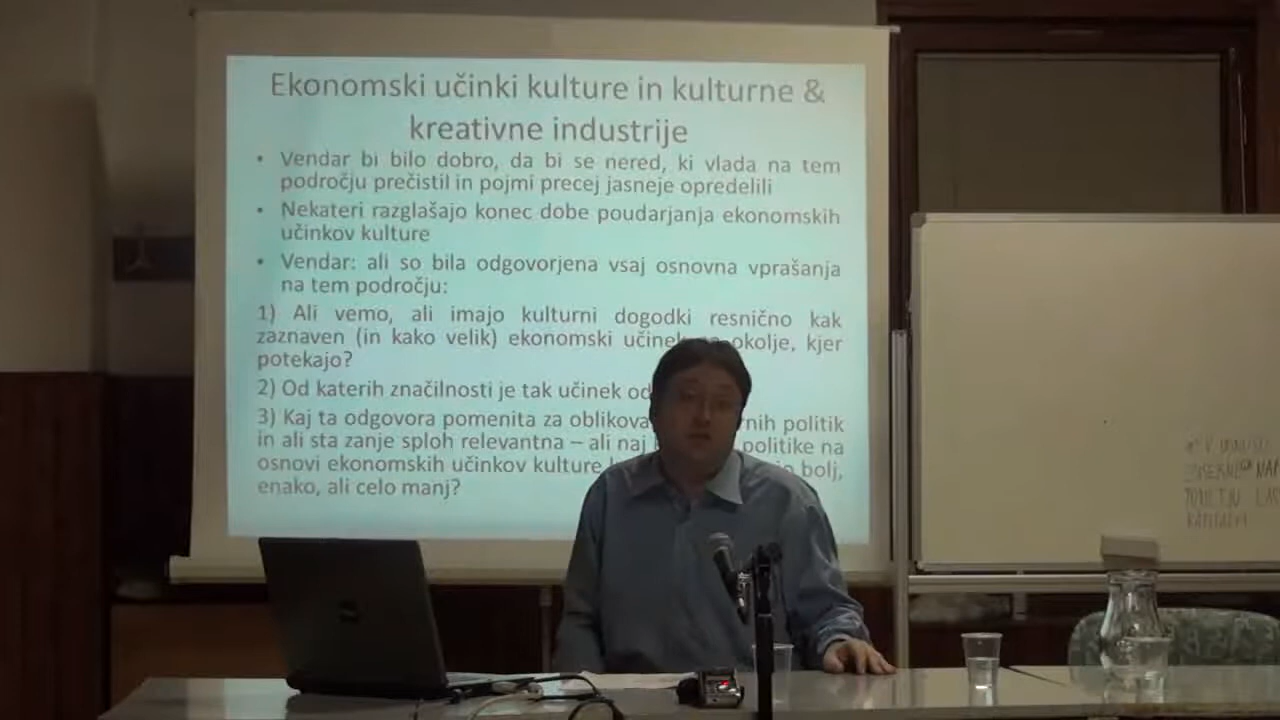 Ekonomski učinki kulture in kulturne &
kreativne industrije
• Vendar bi bilo dobro, da bi se nered, ki vlada na tem
področju prečistil in pojmi precej jasneje opredelili
• Nekateri razglašajo konec dobe poudarjanja ekonomskih
učinkov kulture
• Vendar: ali so bila odgovorjena vsaj osnovna vprašanja
na tem področju:
1) Ali vemo, ali imajo kulturni dogodki resnično kak
zaznaven (in kako velik) ekonomski učinek na okolje, kjer
potekajo?
2) Od katerih značilnosti je tak učinek od
3) Kaj ta odgovora pomenita za oblikova rnih politik
in ali sta zanje sploh relevantna – ali naj politike na
osnovi ekonomskih učinkov kulture bolj,
enako, ali celo manj?